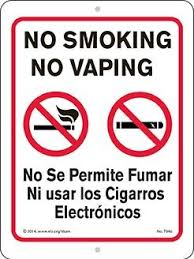 NO SMOKING
NO VAPING
No Se Permite Fumar
Ni usar los Cigarros
Electrónicos